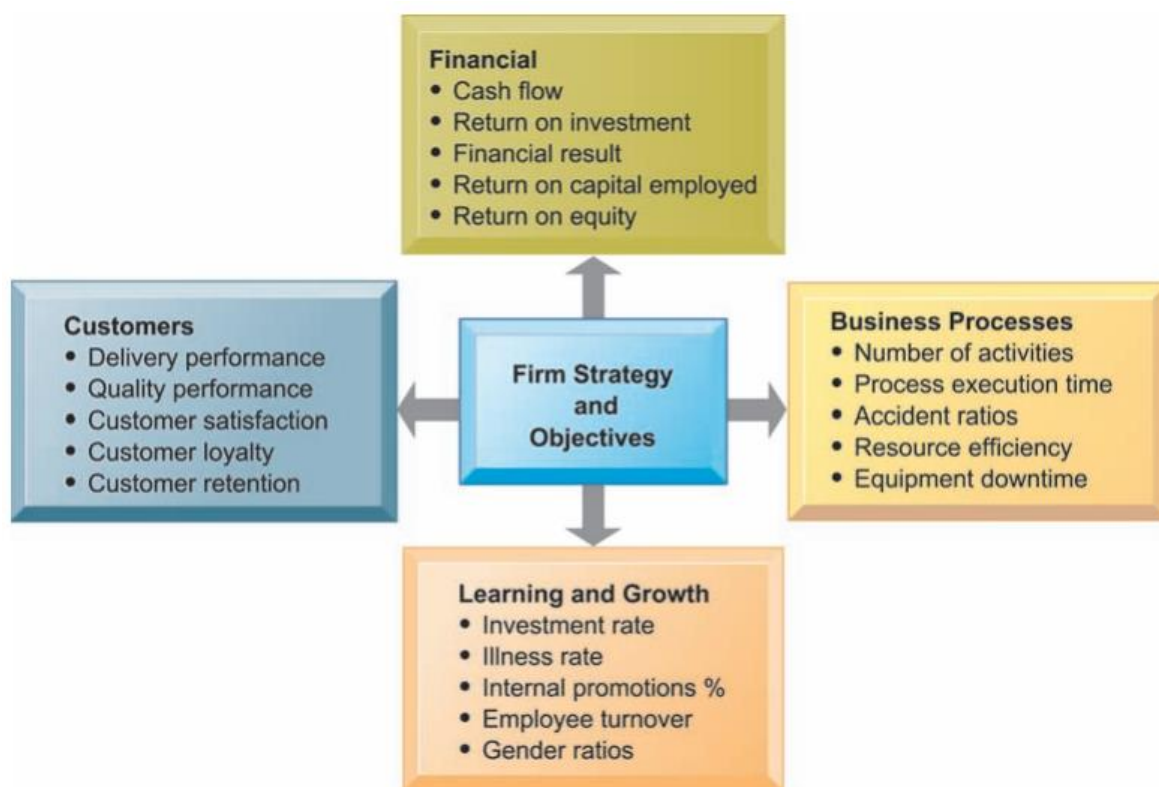 Financial
• Cash flow
• Return on investment
• Financial result
• Return on capital employed
• Return on equity
Customers
• Delivery performance
• Quality performance
• Customer satisfaction
• Customer loyalty
• Customer retention
Firm Strategy
and
Objectives
Business Processes
• Number of activities
• Process execution time
• Accident ratios
• Resource efficiency
• Equipment downtime
Learning and Growth
• Investment rate
• Illness rate
• Internal promotions %
• Employee turnover
• Gender ratios